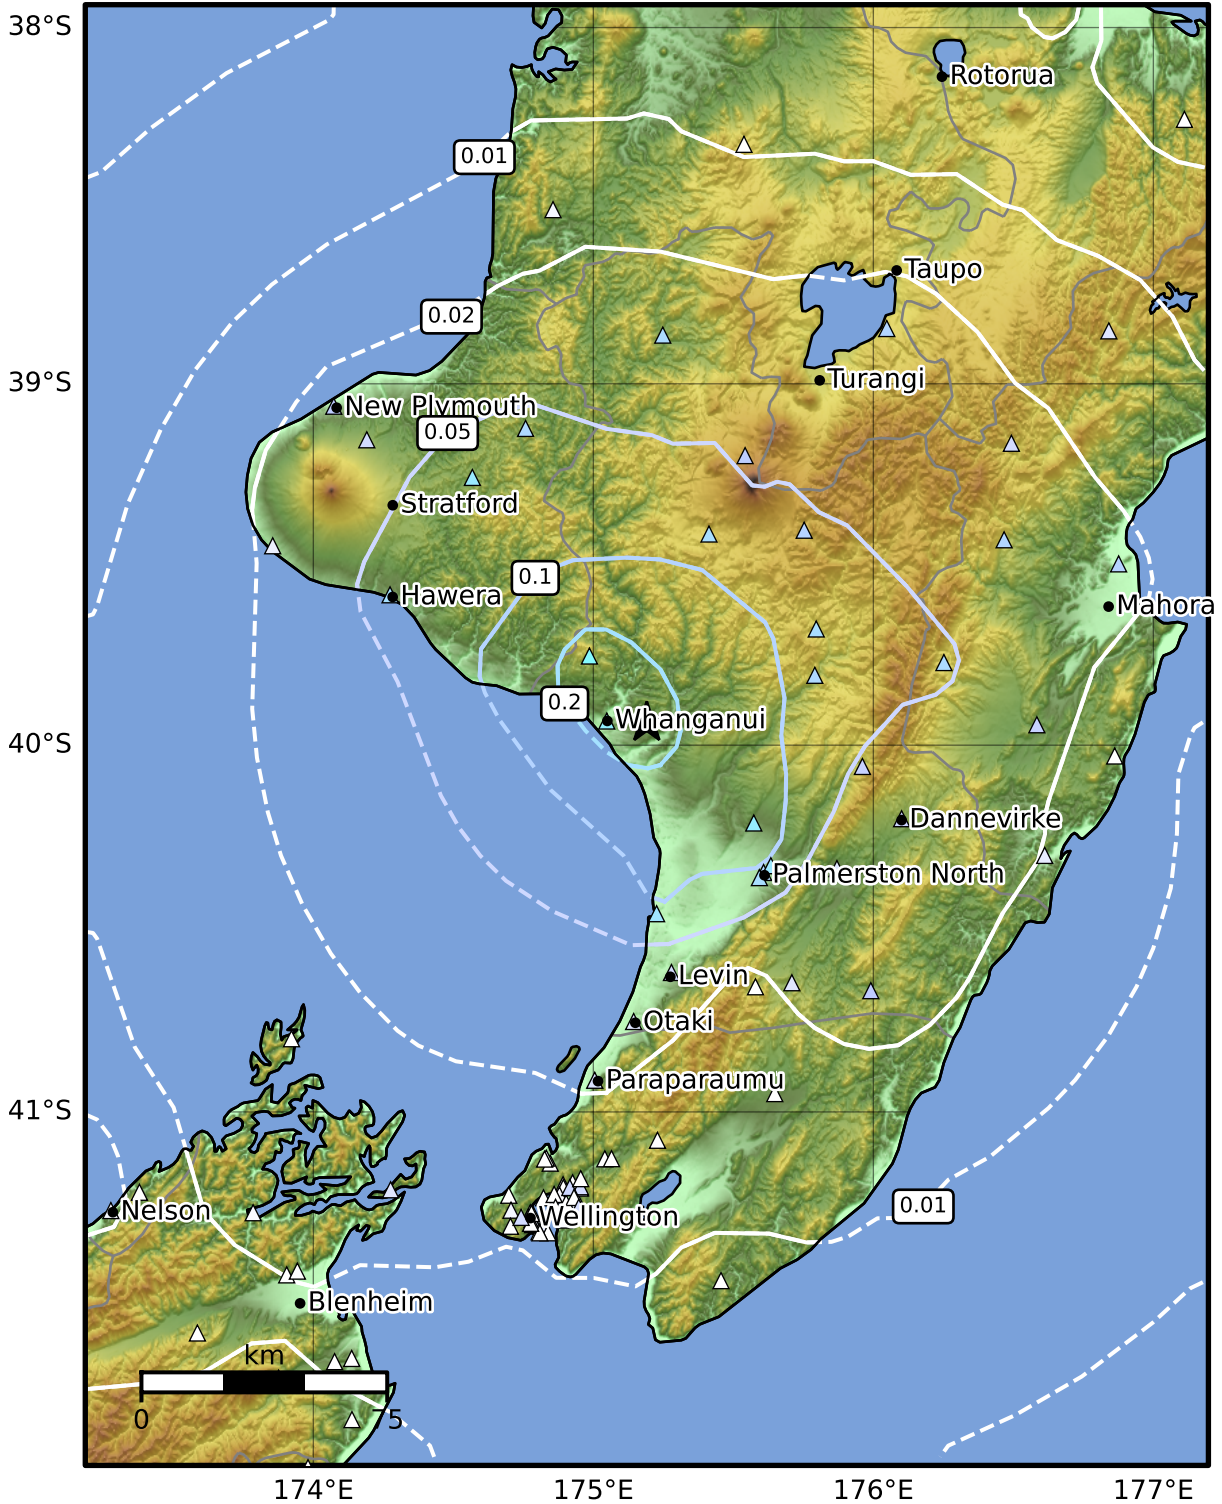 38°S
Rotorua
0.01
Taupo
0.02
39°S
Turangi
New Plymouth
0.05
Stratford
0.1
Hawera
Mahora
0.2
Whanganui
40°S
Dannevirke
Palmerston North
Levin
Otaki
Paraparaumu
41°S
0.01
Nelson
Wellington
Blenheim
km
0 75
174°E 175°E 176°E 177°E